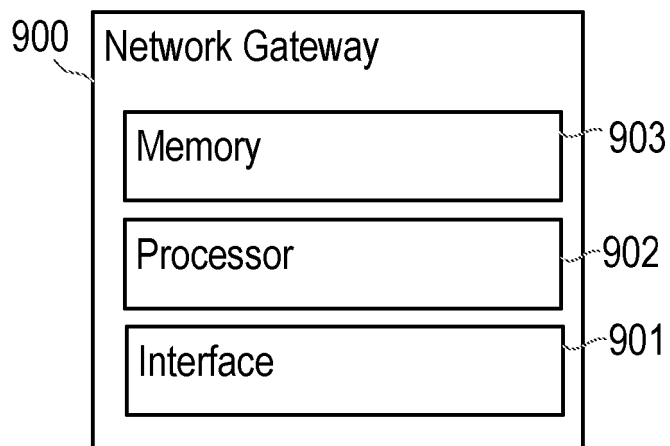 900
Network Gateway
Memory
903
Processor
902
Interface
901